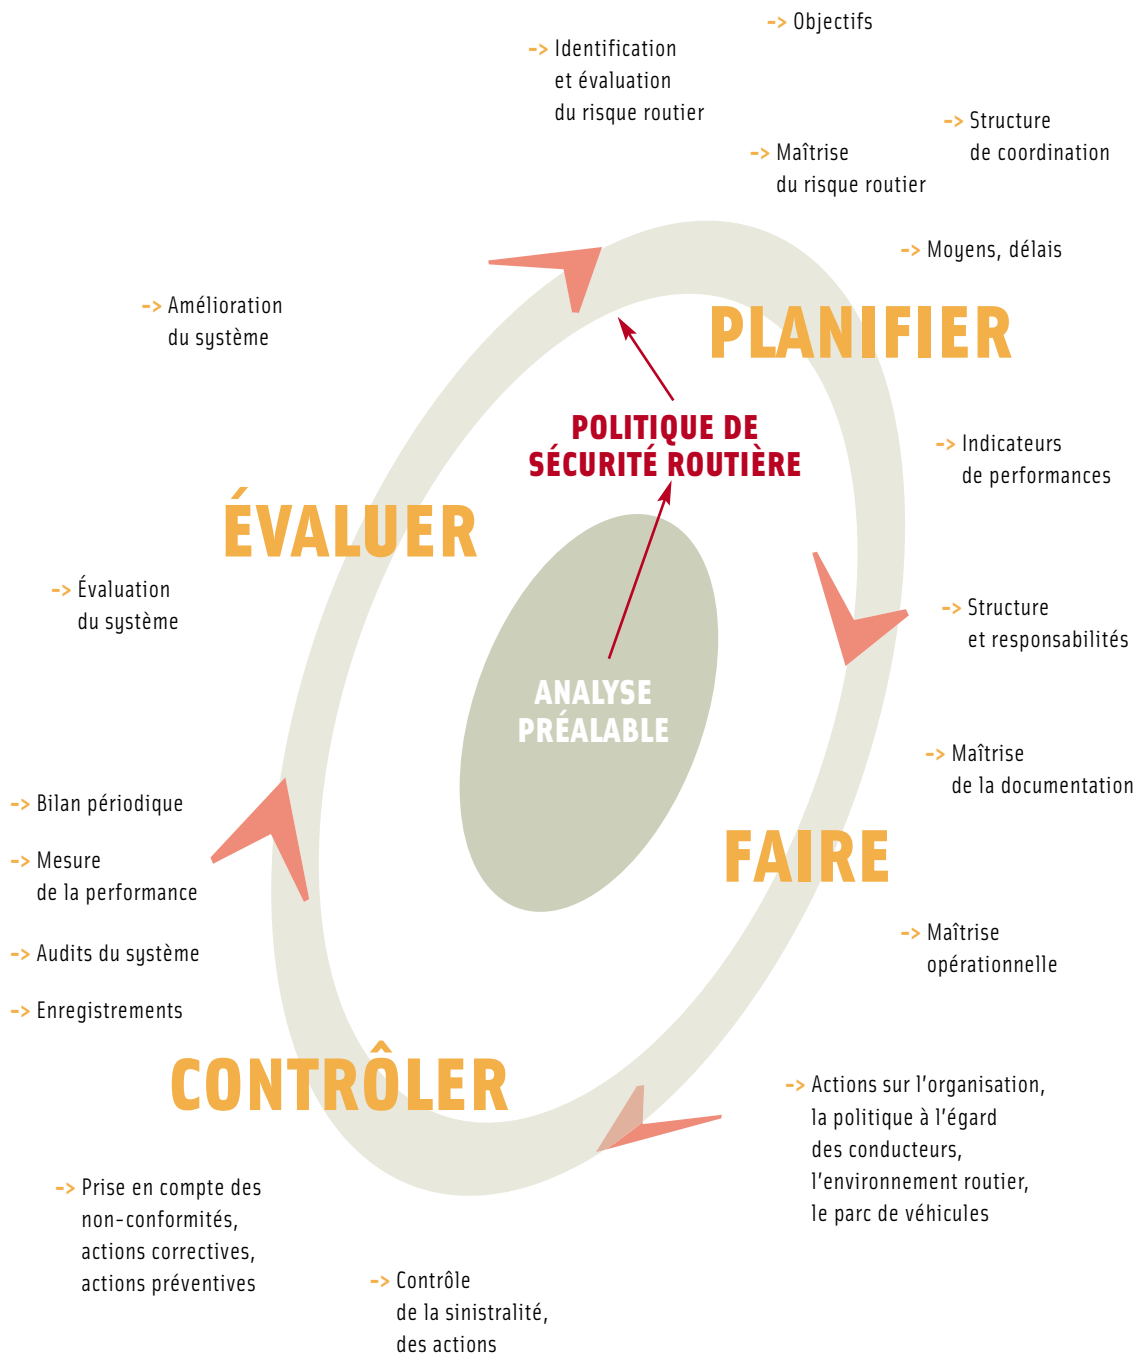 -> Objectifs
-> Identification
et évaluation
du risque routier
-> Structure
de coordination
-> Maîtrise
du risque routier
-> Moyens, délais
-> Amélioration
du système
PLANIFIER
POLITIQUE DE
SÉCURITÉ ROUTIÈRE
-> Indicateurs
de performances
ÉVALUER
-> Évaluation
du système
-> Structure
et responsabilités
ANALYSE
PRÉALABLE
-> Maîtrise
de la documentation
-> Bilan périodique
-> Mesure
de la performance
FAIRE
-> Audits du système
-> Maîtrise
opérationnelle
-> Enregistrements
CONTRÔLER
-> Actions sur l'organisation,
la politique à l'égard
des conducteurs,
l'environnement routier,
le parc de véhicules
-> Prise en compte des
non-conformités,
actions correctives,
actions préventives
-> Contrôle
de la sinistralité,
des actions